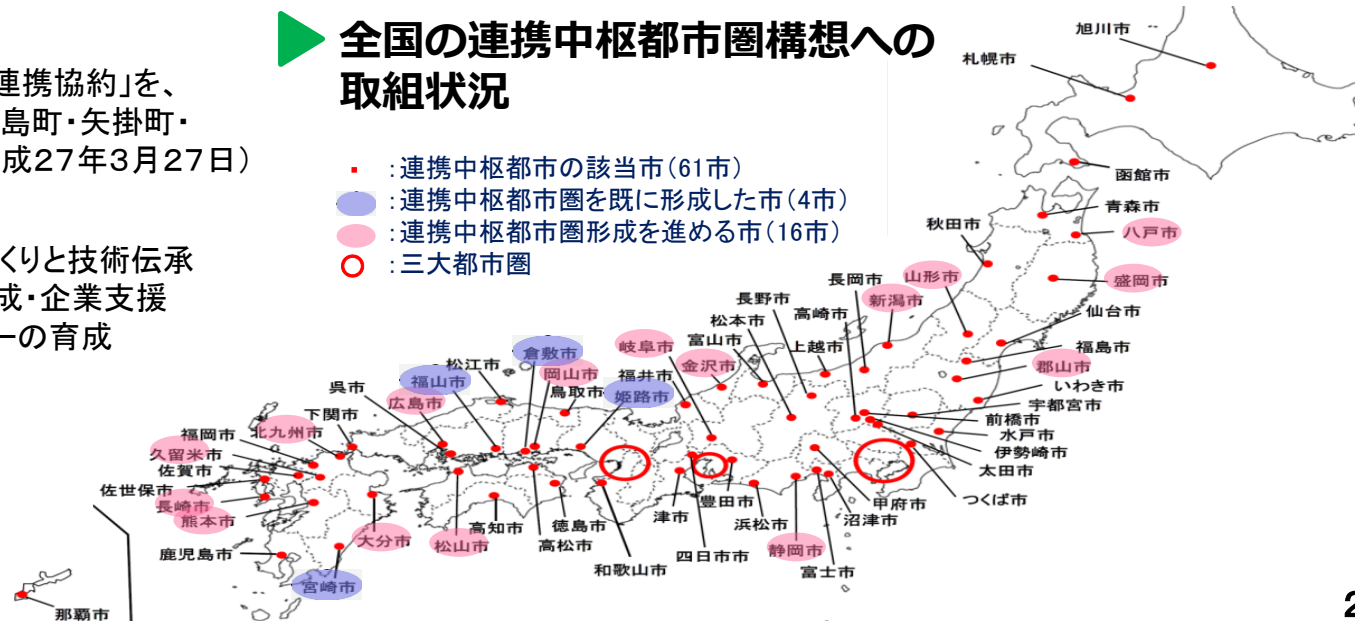 全国の連携中枢都市圏構想への
取組状況
連携協約」を、
島町・矢掛町・
成27年3月27日）
くりと技術伝承
成・企業支援
ーの育成
：連携中枢都市の該当市（61市）
：連携中枢都市圏を既に形成した市（4市）
：連携中枢都市圏形成を進める市（16市）
：三大都市圏
旭川市
札幌市
函館市
青森市
八戸市
秋田市
盛岡市
山形市
仙台市
長岡市
新潟市
福島市
郡山市
いわき市
宇都宮市
前橋市
水戸市
伊勢崎市
太田市
つくば市
長野市
高崎市
松本市
上越市
富山市
金沢市
岐阜市
福井市
倉敷市
岡山市
鳥取市
姫路市
松江市
福山市
広島市
呉市
下関市
北九州市
福岡市
久留米市
佐賀市
佐世保市
長崎市
熊本市
鹿児島市
大分市
宮崎市
松山市
高知市
徳島市
高松市
和歌山市
津市
四日市市
豊田市
浜松市
静岡市
富士市
沼津市
甲府市
那覇市
2